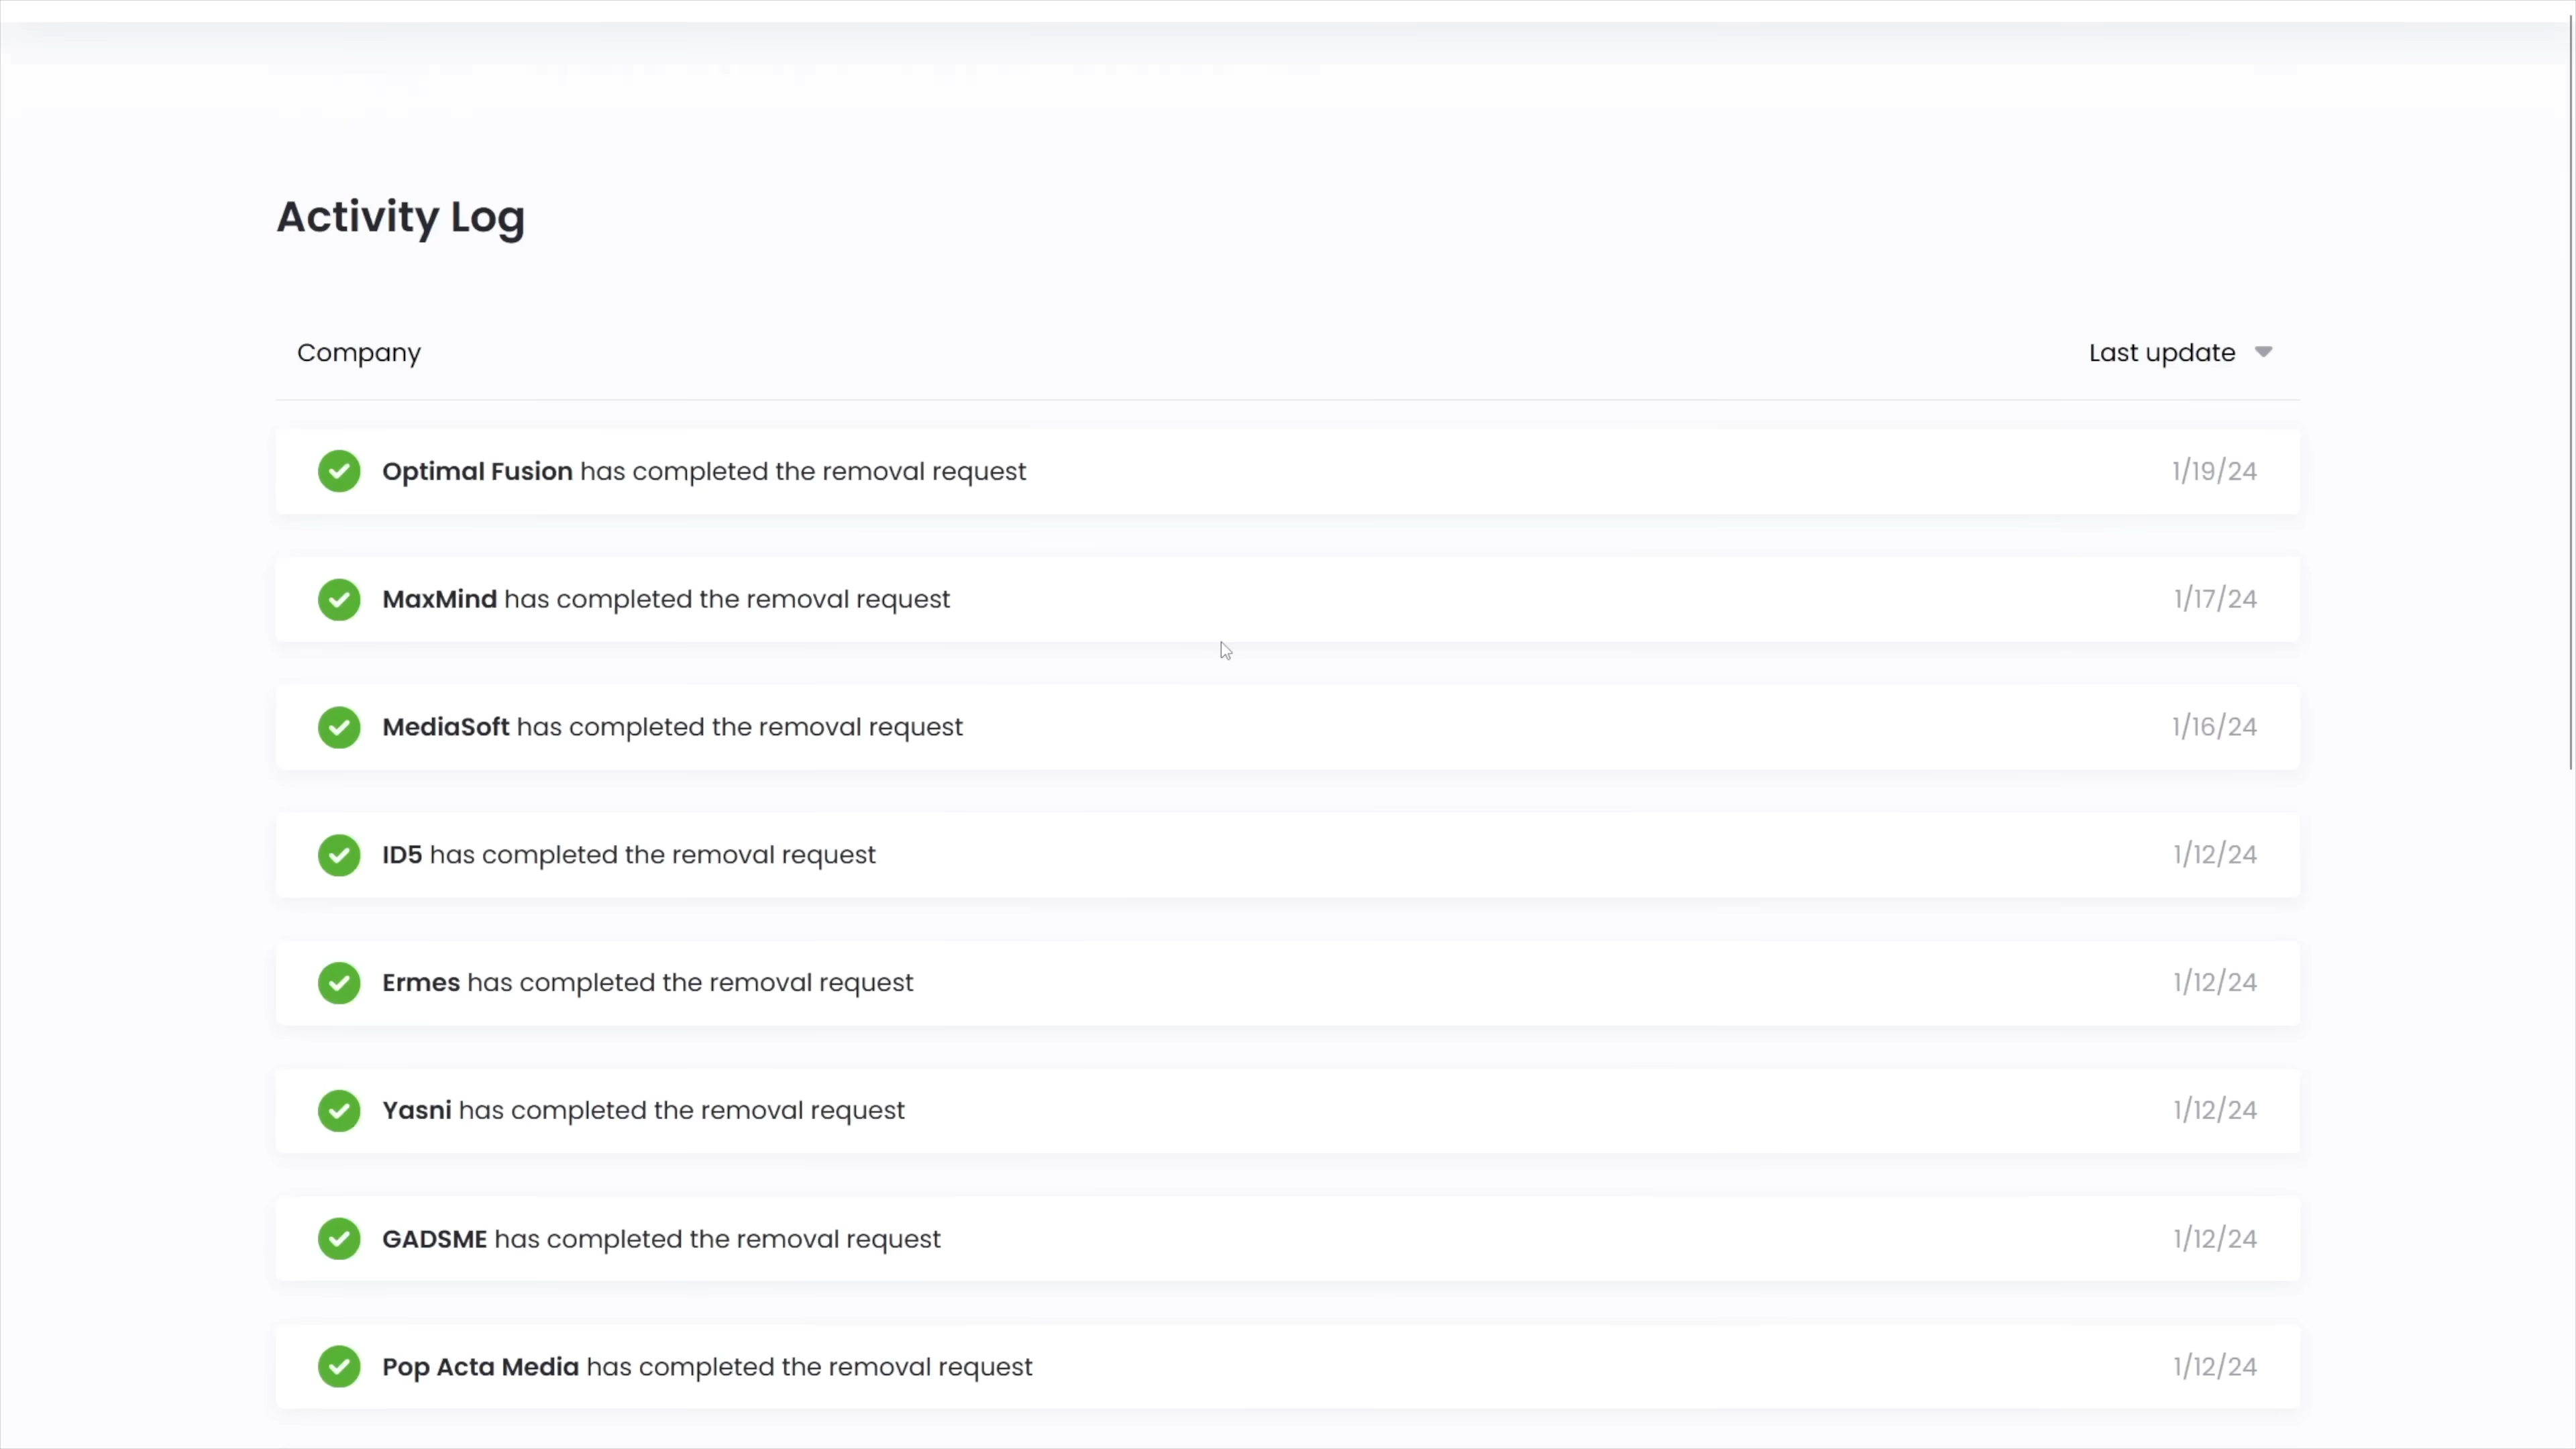 Activity Log
Company Last update
Optimal Fusion has completed the removal request 1/19/24
MaxMind has completed the removal request 1/17/24
MediaSoft has completed the removal request 1/16/24
ID5 has completed the removal request 1/12/24
Ermes has completed the removal request 1/12/24
Yasni has completed the removal request 1/12/24
GADSME has completed the removal request 1/12/24
Pop Acta Media has completed the removal request 1/12/24